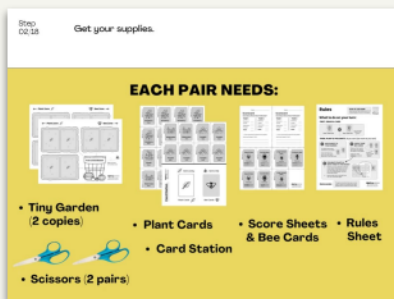 Step
02/18
Get your supplies.
EACH PAIR NEEDS:
Rules
• Tiny Garden
(2 copies)
• Plant Cards
• Card Station
• Score Sheets
& Bee Cards
• Rules
Sheet
• Scissors (2 pairs)